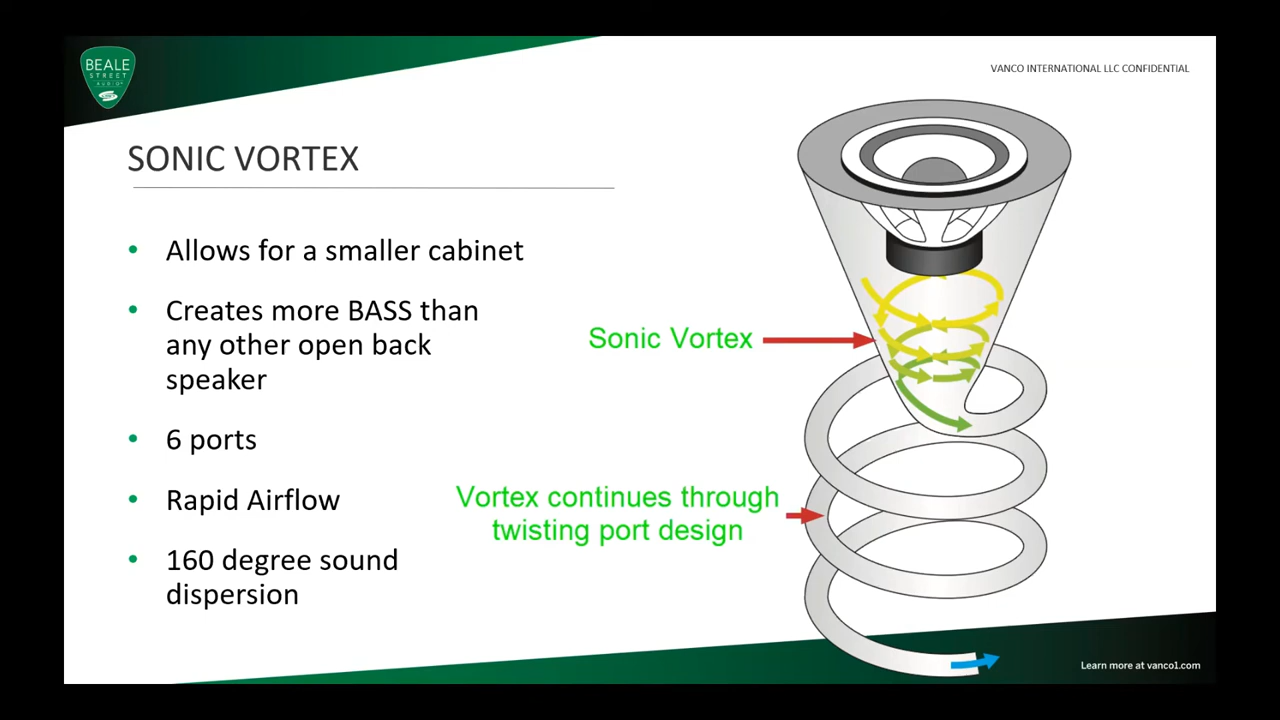 BEALE
STREET
AUDIO
VANCO INTERNATIONAL LLC CONFIDENTIAL
SONIC VORTEX
• Allows for a smaller cabinet
• Creates more BASS than
any other open back
speaker
• 6 ports
• Rapid Airflow
• 160 degree sound
dispersion
Sonic Vortex
Vortex continues through
twisting port design
Learn more at vanco1.com